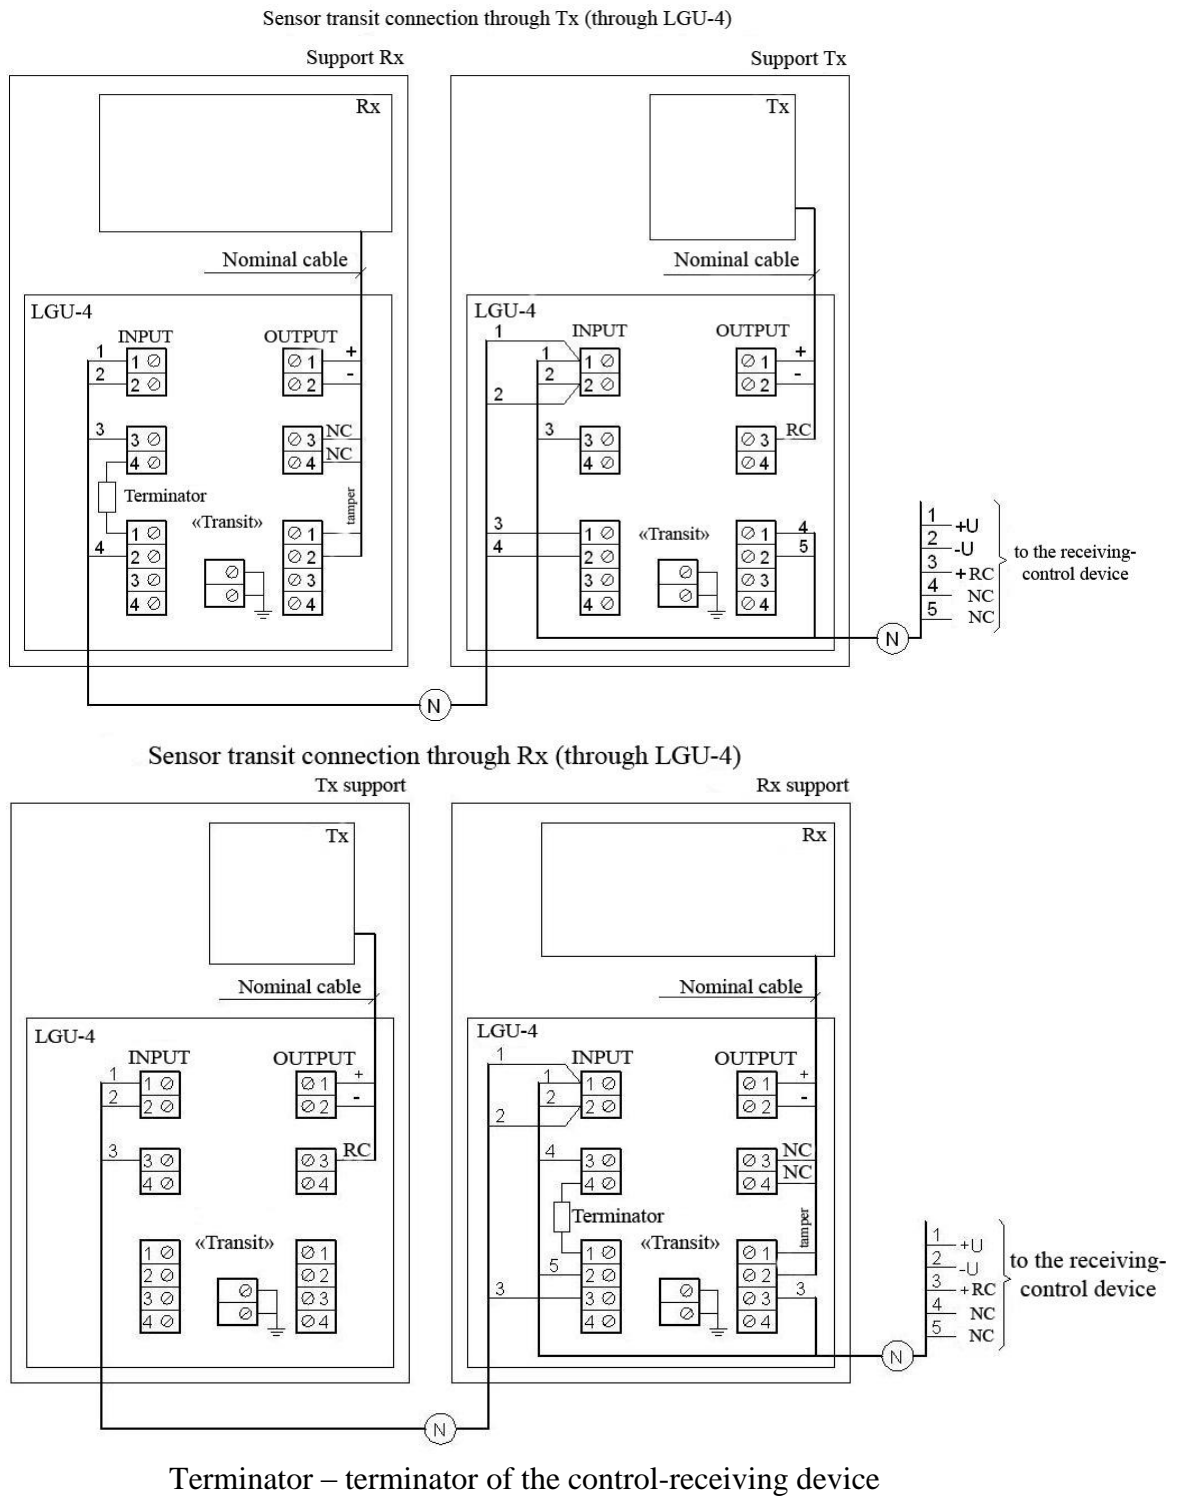 Sensor transit connection through Tx (through LGU-4)
Support Rx
Support Tx
Rx
Tx
Nominal cable
Nominal cable
LGU-4
LGU-4
INPUT
OUTPUT
INPUT
OUTPUT
1
2
3
4
1
2
3
4
1
2
3
4
1
2
3
4
1
2
3
4
+
-
NC
NC
tamper
Terminator
«Transit»
1
2
3
4
1
2
3
1
2
3
4
1
2
3
4
1
2
3
4
1
2
3
4
+
-
RC
4
5
«Transit»
1 +U
2 -U
3 +RC
4 NC
5 NC
to the receiving-
control device
N
N
Sensor transit connection through Rx (through LGU-4)
Tx support
Rx support
Tx
Rx
Nominal cable
Nominal cable
LGU-4
LGU-4
INPUT
OUTPUT
INPUT
OUTPUT
1
2
3
1
2
3
4
1
2
3
4
1
2
3
4
1
2
3
4
+
-
RC
«Transit»
1
2
3
1
2
4
5
1
2
3
4
1
2
3
4
1
2
3
4
1
2
3
4
+
-
NC
NC
tamper
3
Terminator
«Transit»
1 +U
2 -U
3 +RC
4 NC
5 NC
to the receiving-
control device
N
N
Terminator – terminator of the control-receiving device